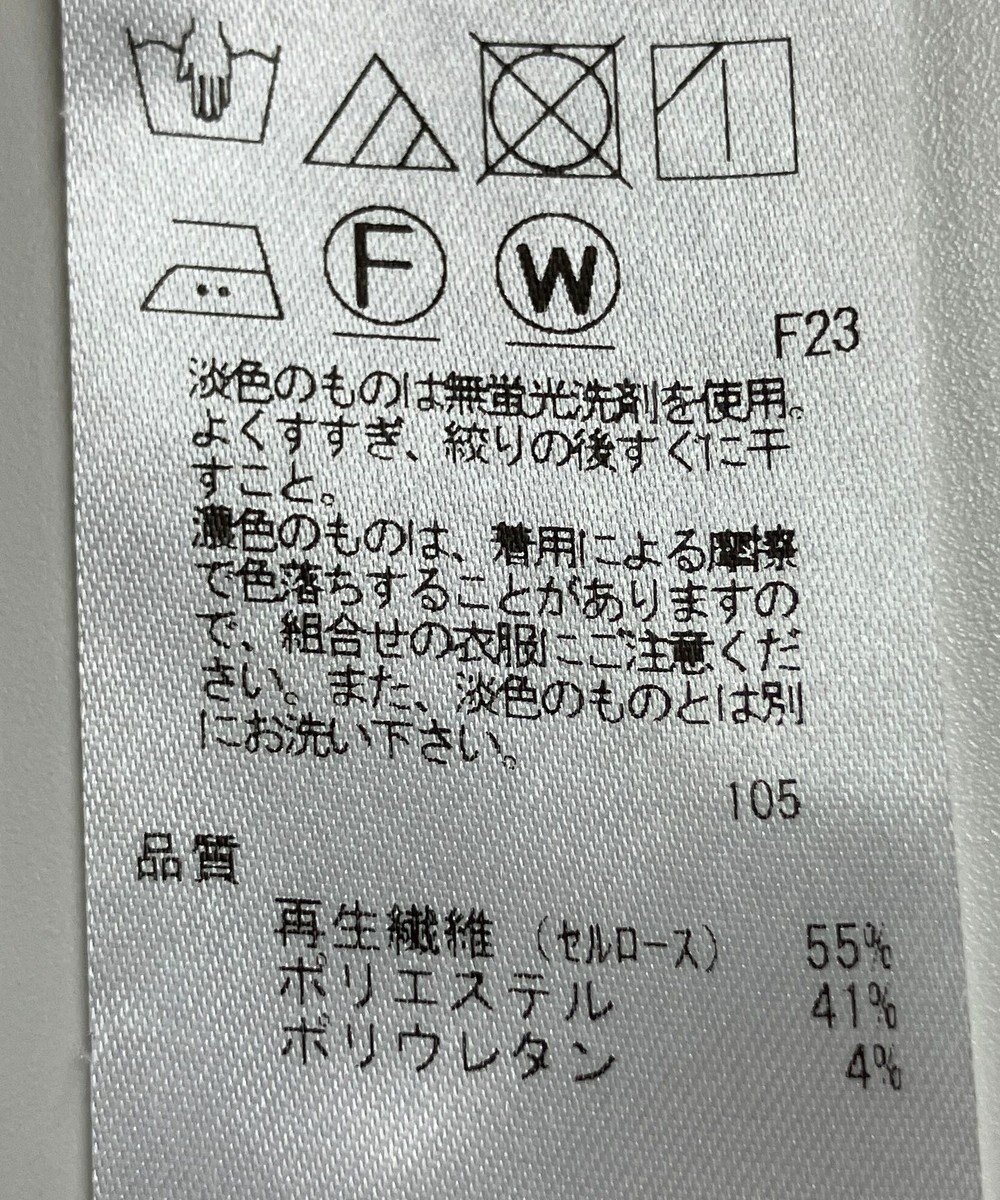 F
W
F23
淡色のものは無蛍光洗剤を使用。
よくすすぎ、絞りの後すぐに干
すこと。
濃色のものは、着用による摩擦
で色落ちすることがありますの
で、組合せの衣服にご注意くだ
さい。また、淡色のものとは別
にお洗い下さい。
105
品質
再生繊維（セルロース） 55%
ポリエステル 41%
ポリウレタン 4%